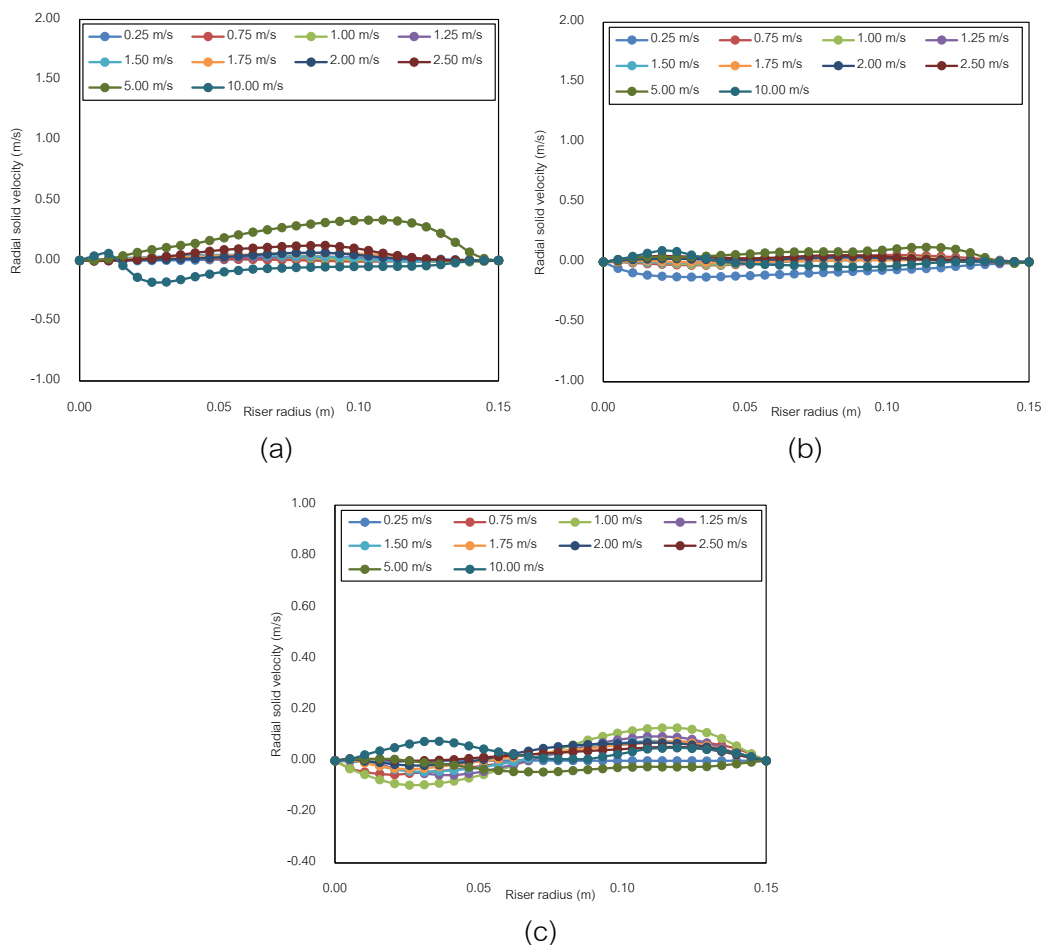 2.00
1.50
1.00
0.50
0.00
-0.50
-1.00
Radial solid velocity (m/s)
0.25 m/s 0.75 m/s 1.00 m/s 1.25 m/s
1.50 m/s 1.75 m/s 2.00 m/s 2.50 m/s
5.00 m/s 10.00 m/s
0.00 0.05 0.10 0.15
Riser radius (m)
(a)
2.00
1.50
1.00
0.50
0.00
-0.50
-1.00
Radial solid velocity (m/s)
0.25 m/s 0.75 m/s 1.00 m/s 1.25 m/s
1.50 m/s 1.75 m/s 2.00 m/s 2.50 m/s
5.00 m/s 10.00 m/s
0.00 0.05 0.10 0.15
Riser radius (m)
(b)
1.00
0.80
0.60
0.40
0.20
0.00
-0.20
-0.40
Radial solid velocity (m/s)
0.25 m/s 0.75 m/s 1.00 m/s 1.25 m/s
1.50 m/s 1.75 m/s 2.00 m/s 2.50 m/s
5.00 m/s 10.00 m/s
0.00 0.05 0.10 0.15
Riser radius (m)
(c)